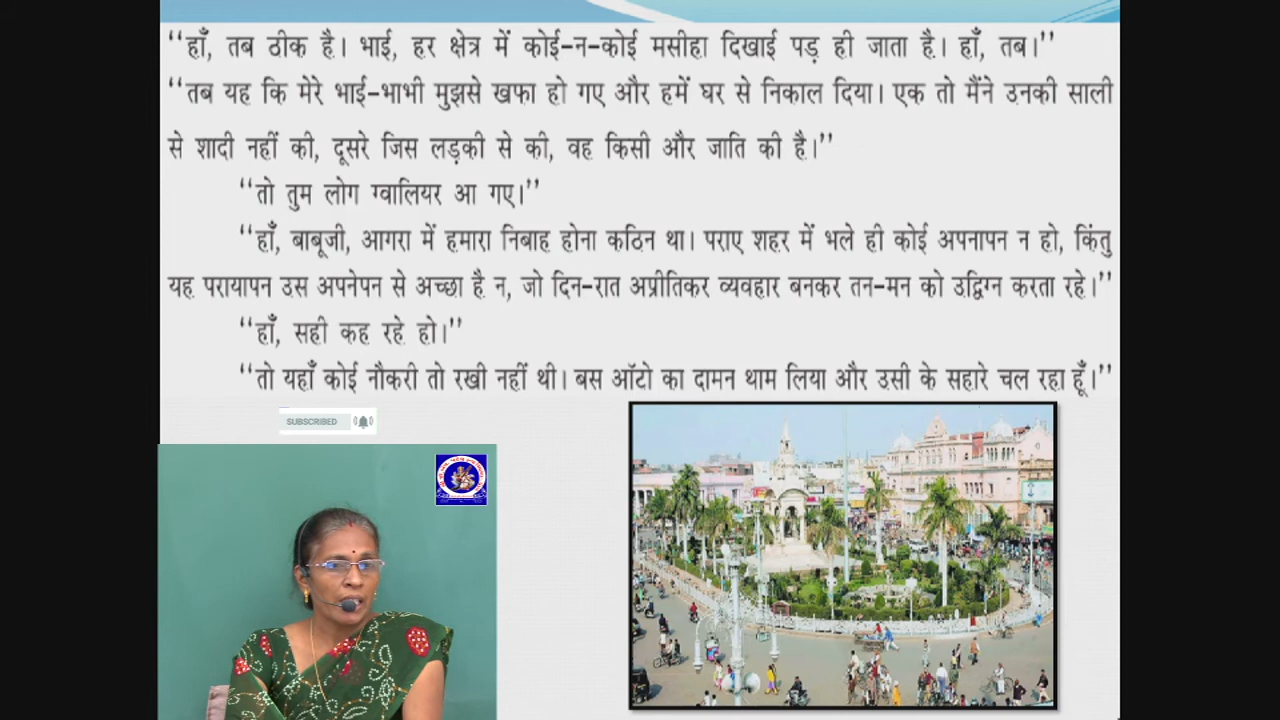 “हाँ, तब ठीक है। भाई, हर क्षेत्र में कोई-न-कोई मसीहा दिखाई पड़ ही जाता है। हाँ, तब।”
“तब यह कि मेरे भाई-भाभी मुझसे खफा हो गए और हमें घर से निकाल दिया। एक तो मैंने उनकी साली
से शादी नहीं की, दूसरे जिस लड़की से की, वह किसी और जाति की है।”
“तो तुम लोग ग्वालियर आ गए।”
“हाँ, बाबूजी, आगरा में हमारा निबाह होना कठिन था। पराए शहर में भले ही कोई अपनापन न हो, किंतु
यह परायापन उस अपनेपन से अच्छा है न, जो दिन-रात अप्रीतिकर व्यवहार बनकर तन-मन को उद्विग्न करता रहे।”
“हाँ, सही कह रहे हो।”
“तो यहाँ कोई नौकरी तो रखी नहीं थी। बस ऑटो का दामन थाम लिया और उसी के सहारे चल रहा हूँ।”
SUBSCRIBED